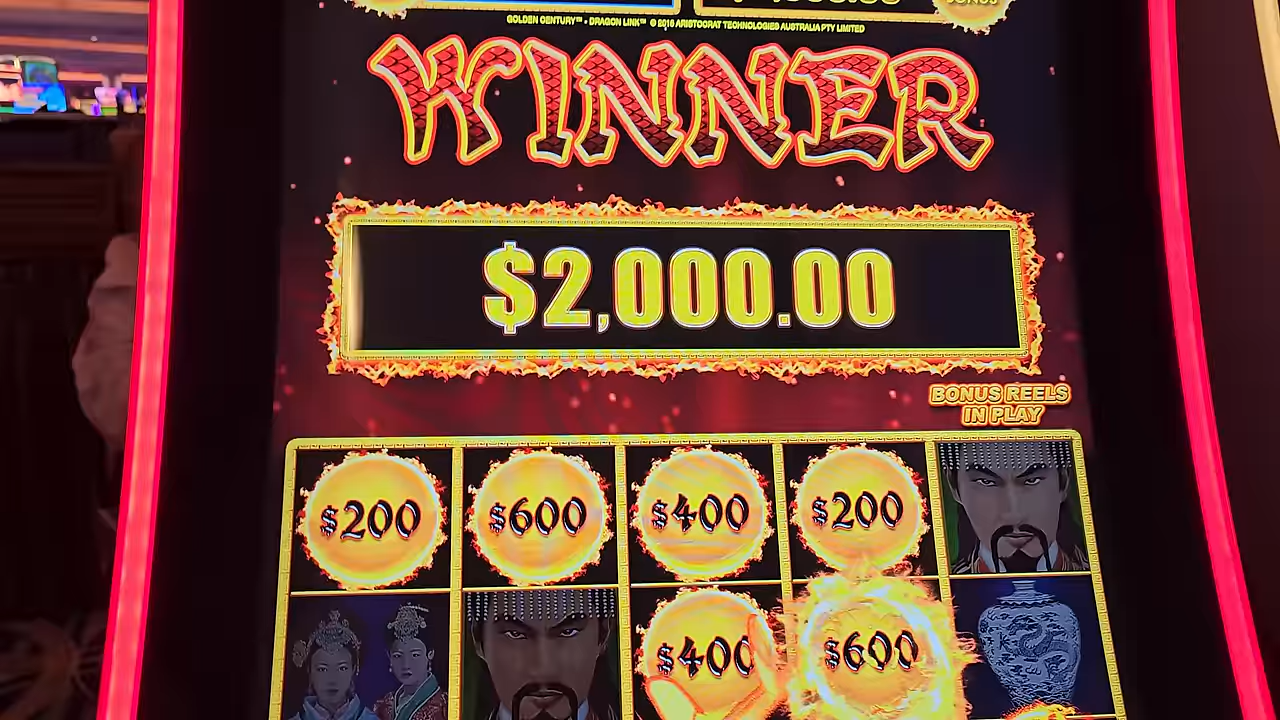 BONUS
GOLDEN CENTURY™ - DRAGON LINK™ © 2016 ARISTOCRAT TECHNOLOGIES AUSTRALIA PTY LIMITED
WINNER
$2,000.00
BONUS REELS
IN PLAY
$200 $600 $400 $200
$400 $600